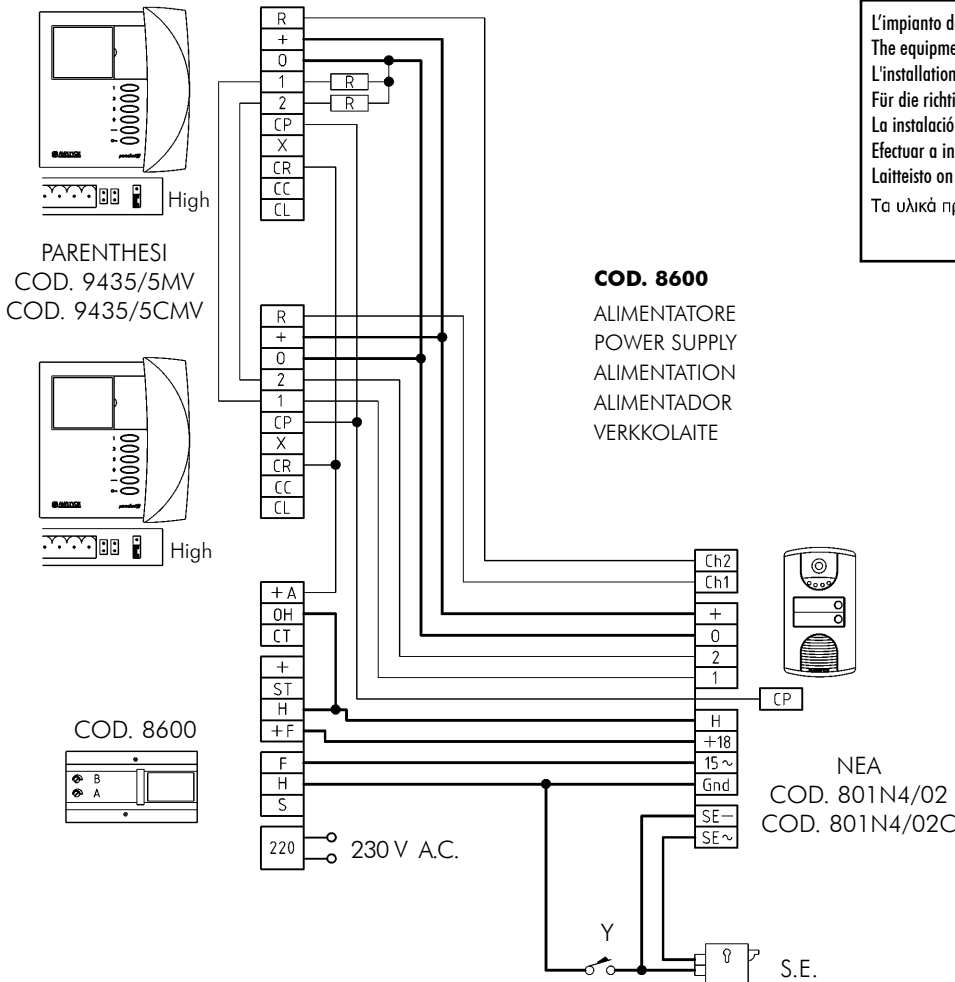 R
+
0
1
2
CP
X
CR
CC
CL
R
R
High
PARENTHESI
COD. 9435/5MV
COD. 9435/5CMV
R
+
0
2
1
CP
X
CR
CC
CL
High
L'impianto d
The equipme
L'installation
Für die richti
La instalació
Efectuar a in
Laitteisto on
Τα υλικά πρ
COD. 8600
ALIMENTATORE
POWER SUPPLY
ALIMENTATION
ALIMENTADOR
VERKKOLAITE
+A
0H
CT
+
ST
H
+F
F
H
S
220
230 V A.C.
COD. 8600
B
A
Ch2
Ch1
+
0
2
1
CP
H
+18
15~
Gnd
SE−
SE~
NEA
COD. 801N4/02
COD. 801N4/02C
Y
S.E.